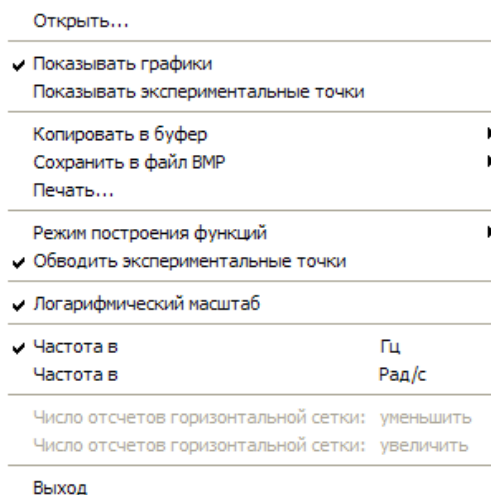 Открыть...
Показывать графики
Показывать экспериментальные точки
Копировать в буфер
Сохранить в файл BMP
Печать...
Режим построения функций
Обводить экспериментальные точки
Логарифмический масштаб
Частота в Гц
Частота в Рад/с
Число отсчетов горизонтальной сетки: уменьшить
Число отсчетов горизонтальной сетки: увеличить
Выход